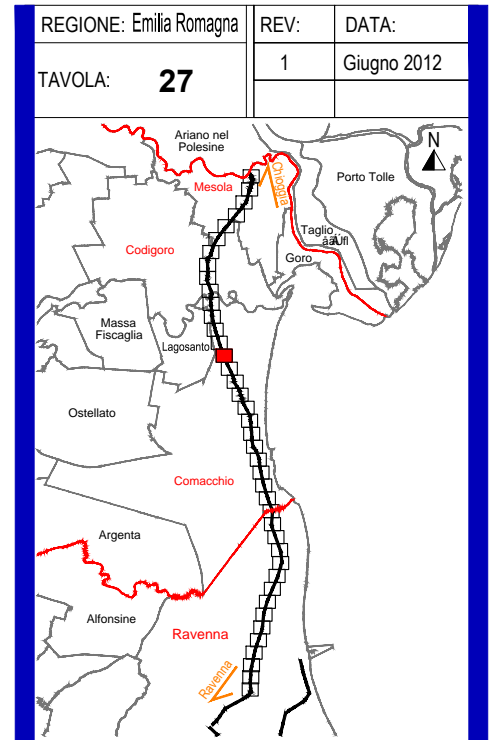 REGIONE: Emilia Romagna
REV:
DATA:
TAVOLA: 27
1
Giugno 2012
N
Ariano nel
Polesine
Mesola
Chioggia
Porto Tolle
Codigoro
Taglio
Goro
Massa
Fiscaglia
Lagosanto
Ostellato
Comacchio
Argenta
Alfonsine
Ravenna
Ravenna